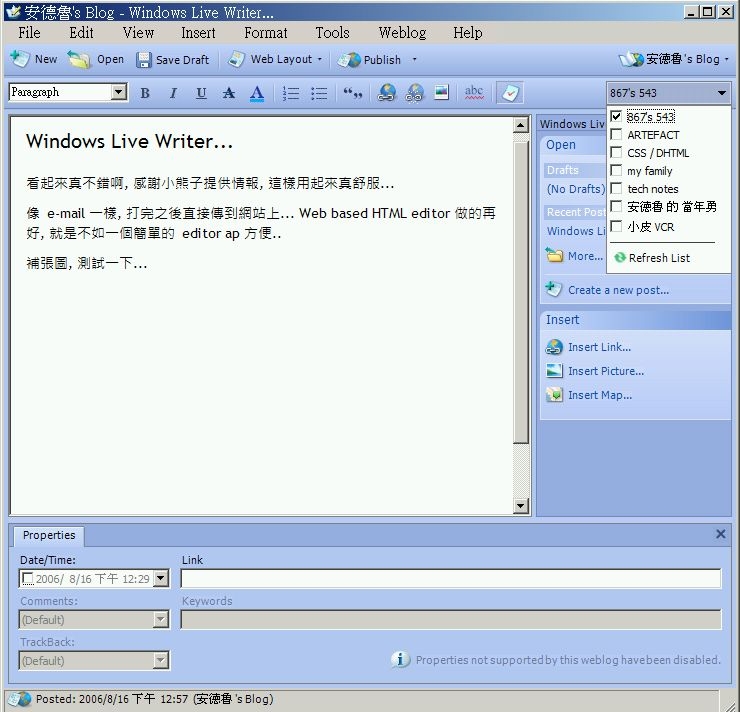 安德魯's Blog - Windows Live Writer...
File Edit View Insert Format Tools Weblog Help
New Open Save Draft Web Layout Publish 安德魯's Blog
Paragraph B I U A A abc 867's 543
Windows Live Writer...
看起來真不錯啊, 感謝小熊子提供情報, 這樣用起來真舒服...
像 e-mail 一樣, 打完之後直接傳到網站上... Web based HTML editor 做的再
好, 就是不如一個簡單的 editor ap 方便..
補張圖, 測試一下...
Windows Liv
Open
Drafts
(No Drafts)
Recent Post
Windows Li
More...
Create a new post...
867's 543
ARTEFACT
CSS / DHTML
my family
tech notes
安德魯 的 當年勇
小皮 VCR
Refresh List
Insert
Insert Link...
Insert Picture...
Insert Map...
Properties
Date/Time: Link
2006/ 8/16 下午 12:29
Comments: Keywords
(Default)
TrackBack:
(Default)
Properties not supported by this weblog have been disabled.
Posted: 2006/8/16 下午 12:57 (安德魯's Blog)